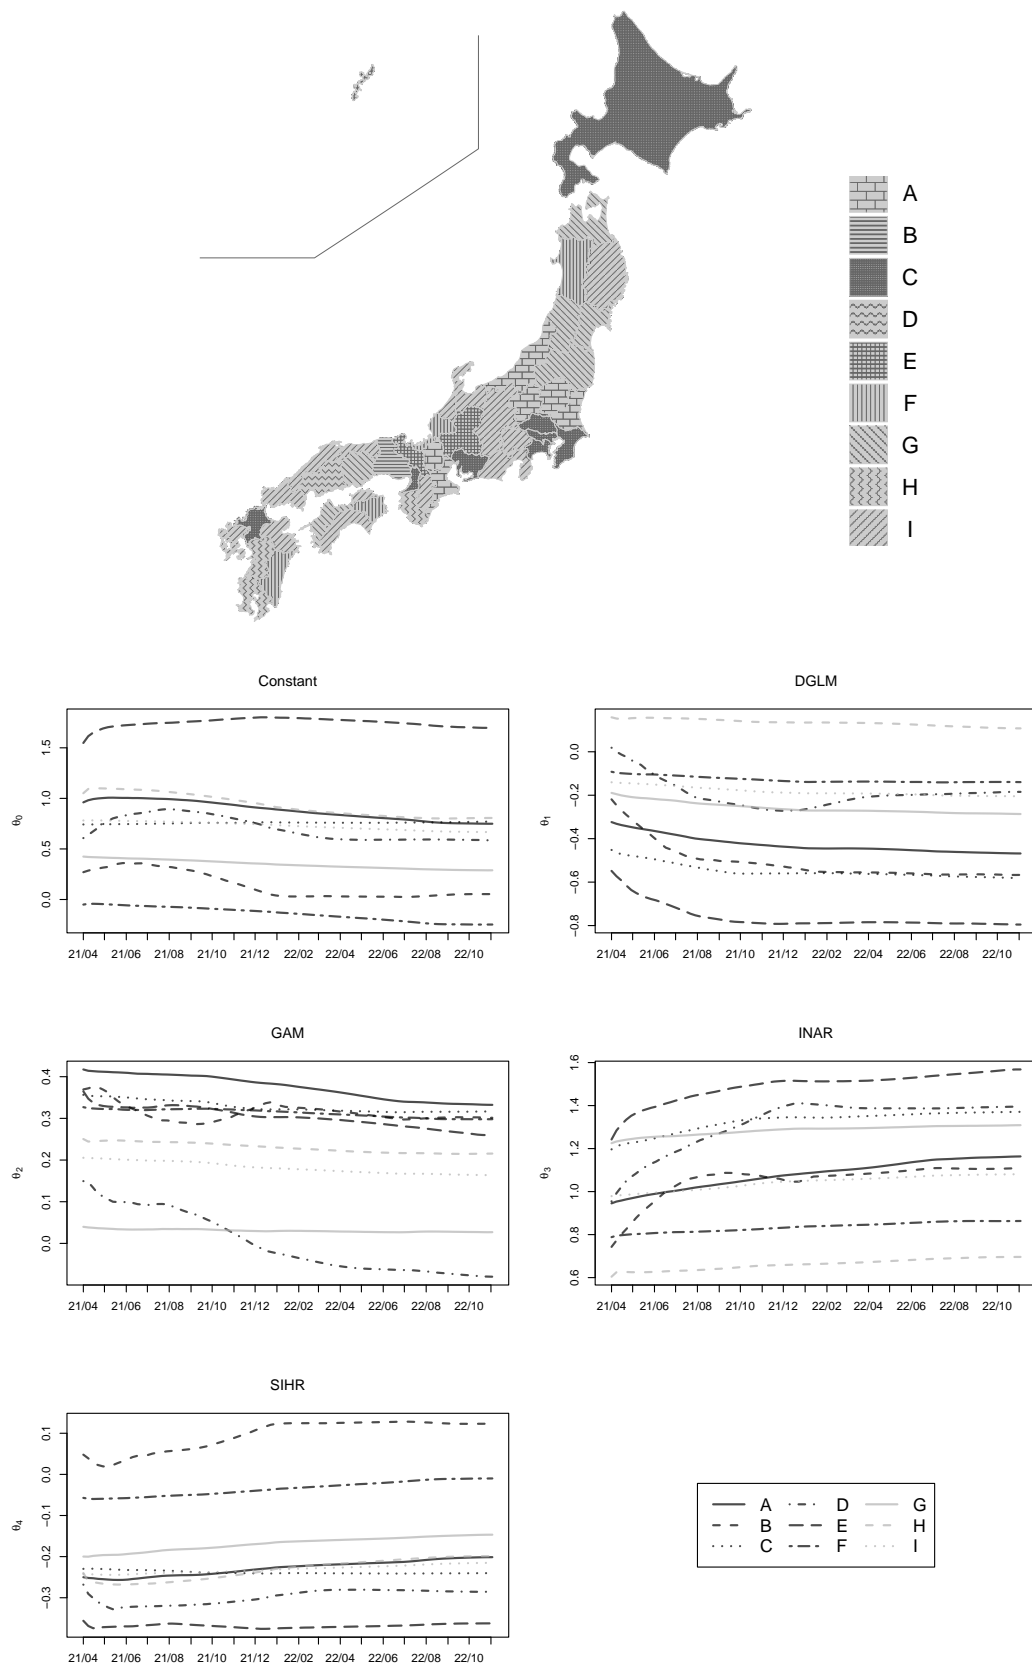 A
B
C
D
E
F
G
H
I
Constant
θ0
0.0 0.5 1.0 1.5
21/04 21/06 21/08 21/10 21/12 22/02 22/04 22/06 22/08 22/10
DGLM
θ1
−0.8 −0.6 −0.4 −0.2 0.0
21/04 21/06 21/08 21/10 21/12 22/02 22/04 22/06 22/08 22/10
GAM
θ2
0.0 0.1 0.2 0.3 0.4
21/04 21/06 21/08 21/10 21/12 22/02 22/04 22/06 22/08 22/10
INAR
θ3
0.6 0.8 1.0 1.2 1.4 1.6
21/04 21/06 21/08 21/10 21/12 22/02 22/04 22/06 22/08 22/10
SIHR
θ4
−0.3 −0.2 −0.1 0.0 0.1
21/04 21/06 21/08 21/10 21/12 22/02 22/04 22/06 22/08 22/10
A D G
B E H
C F I